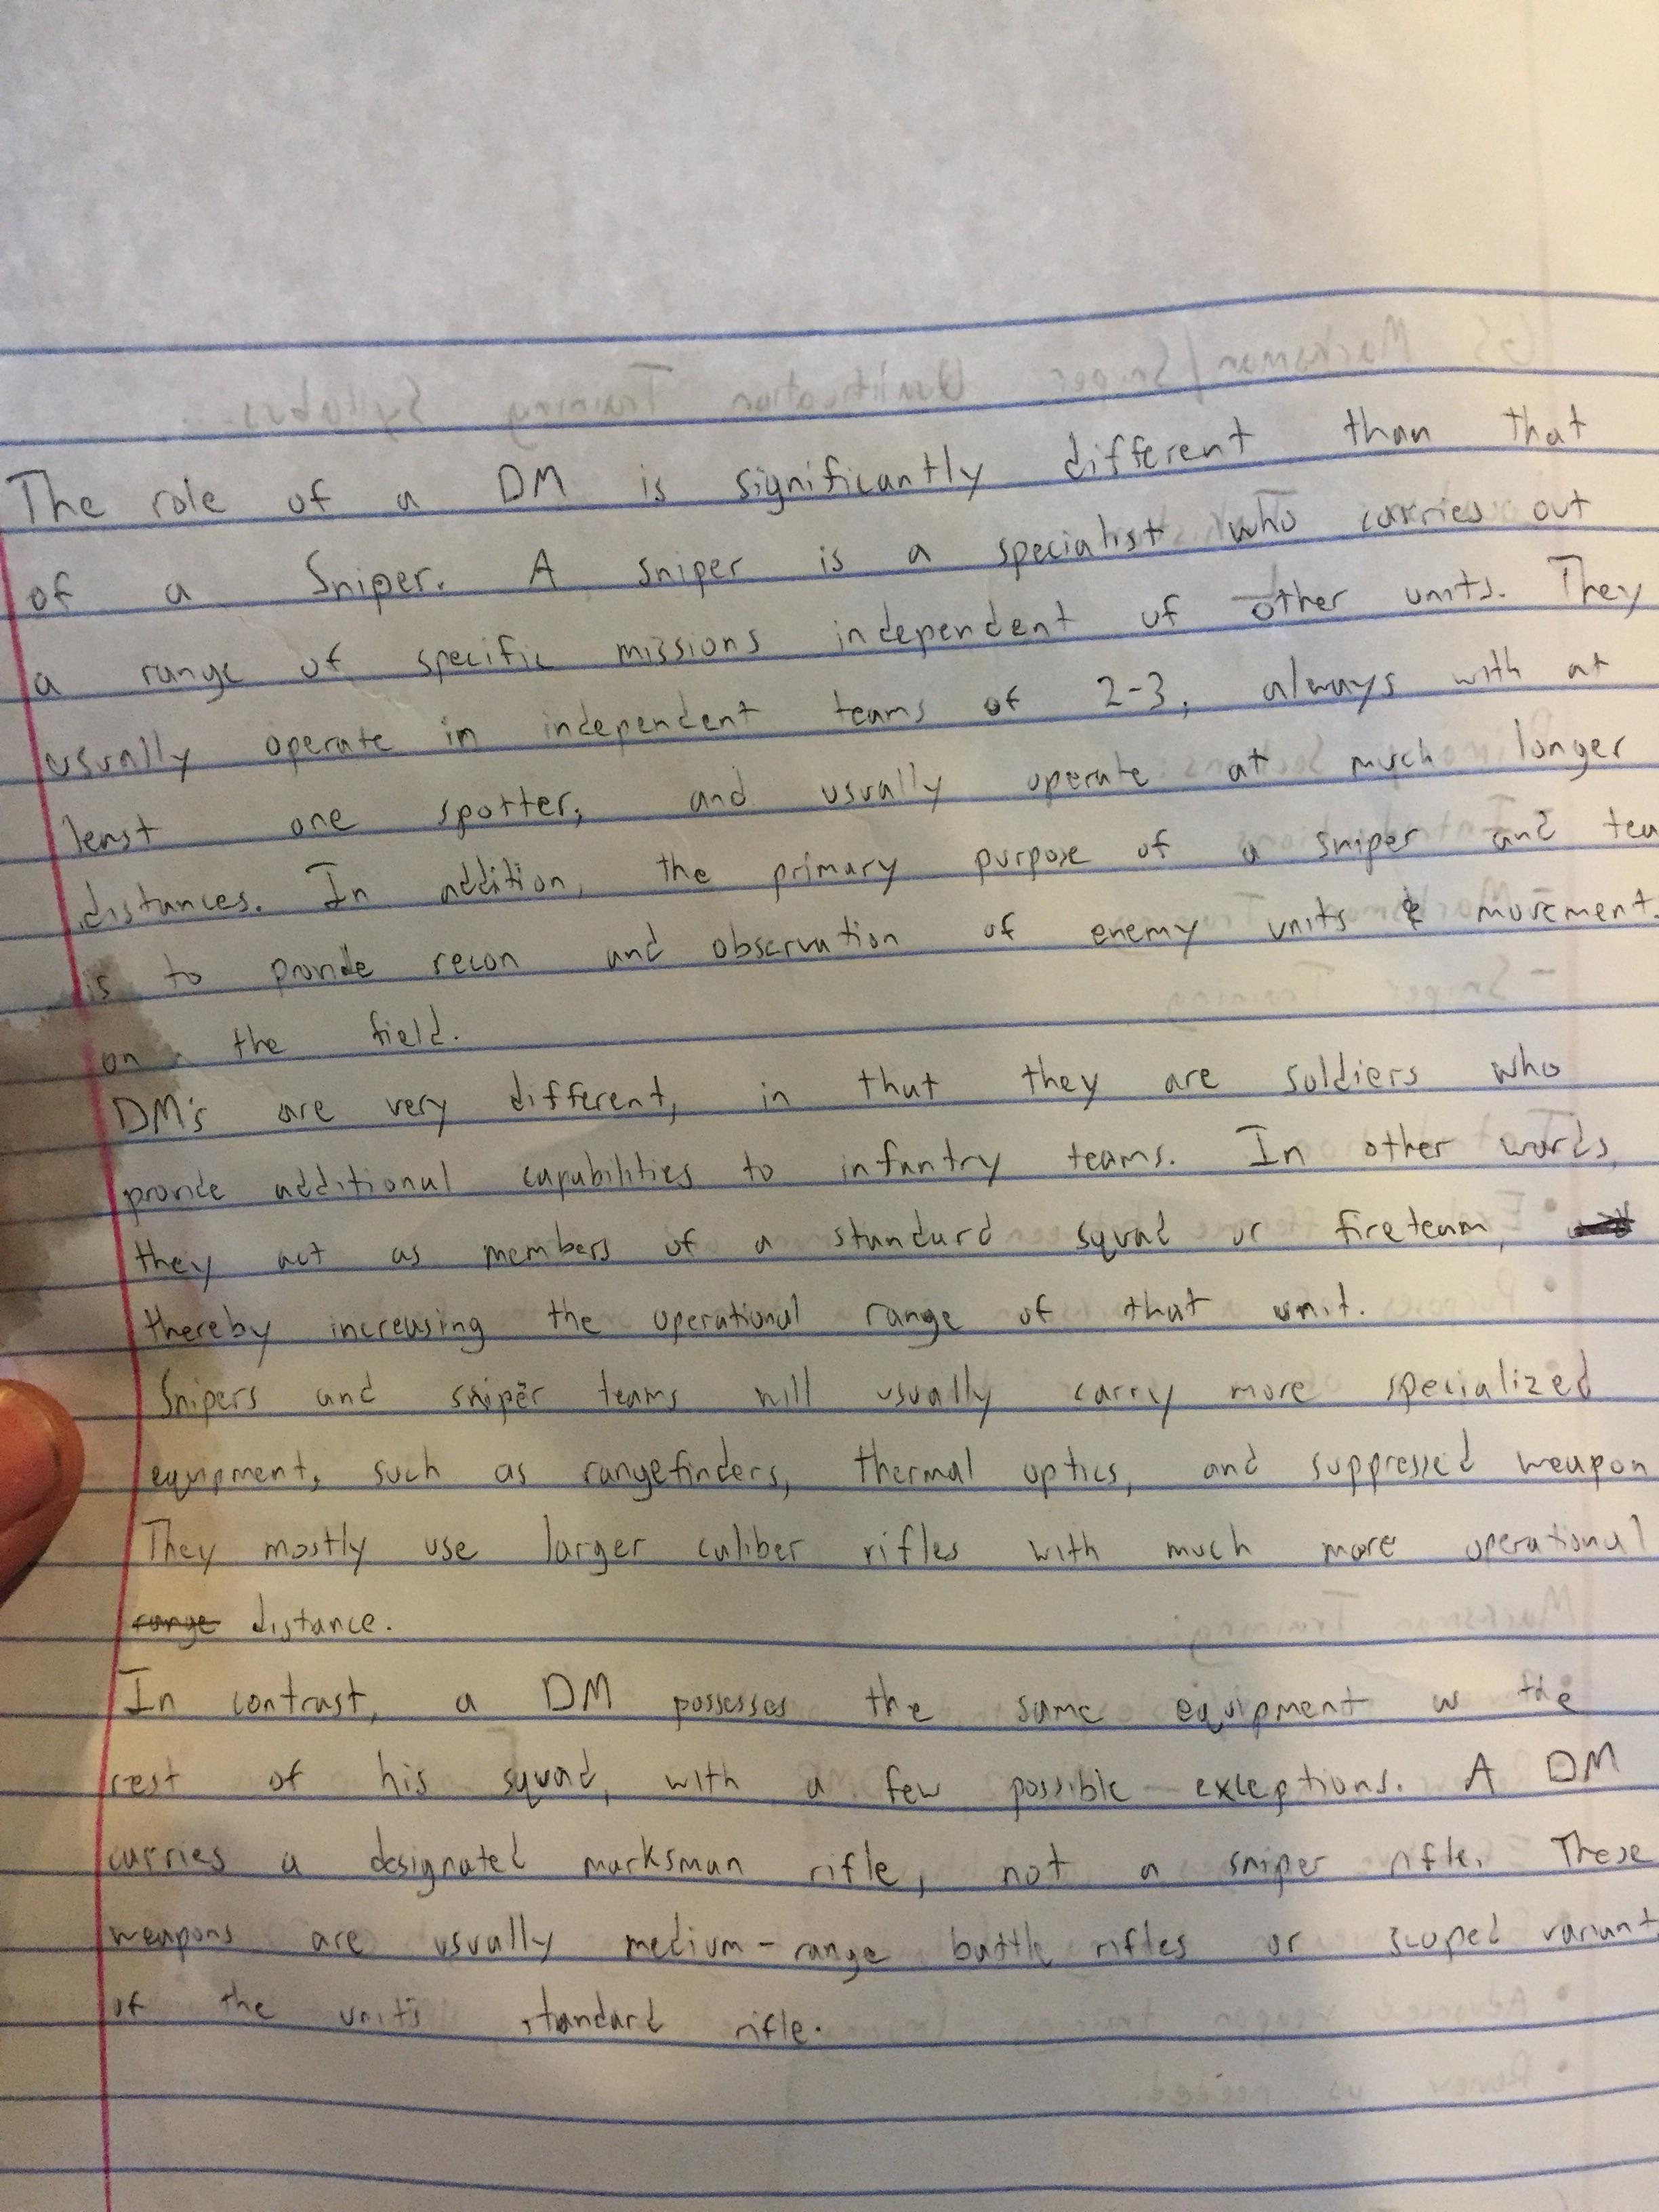 The role of a DM is significantly different than that
of a Sniper. A sniper is a specialist who carries out
a range of specific missions independent of other units. They
usually operate in independent teams of 2-3, always with at
least one spotter, and usually operate at much longer
distances. In addition, the primary purpose of a sniper and tea
is to provide recon and observation of enemy units & movement.
on the field.
DM's are very different, in that they are soldiers who
provide additional capabilities to infantry teams. In other words,
they act as members of a standard squad or fireteam,
thereby increasing the operational range of that unit.
Snipers and sniper teams will usually carry more specialized
equipment, such as rangefinders, thermal optics, and suppressed weapon
They mostly use larger caliber rifles with much more operational
range distance.
In contrast, a DM possesses the same equipment as the
rest of his squad, with a few possible exceptions. A DM
carries a designated marksman rifle, not a sniper rifle. These
weapons are usually medium-range battle rifles or scoped variant
of the unit's standard rifle.